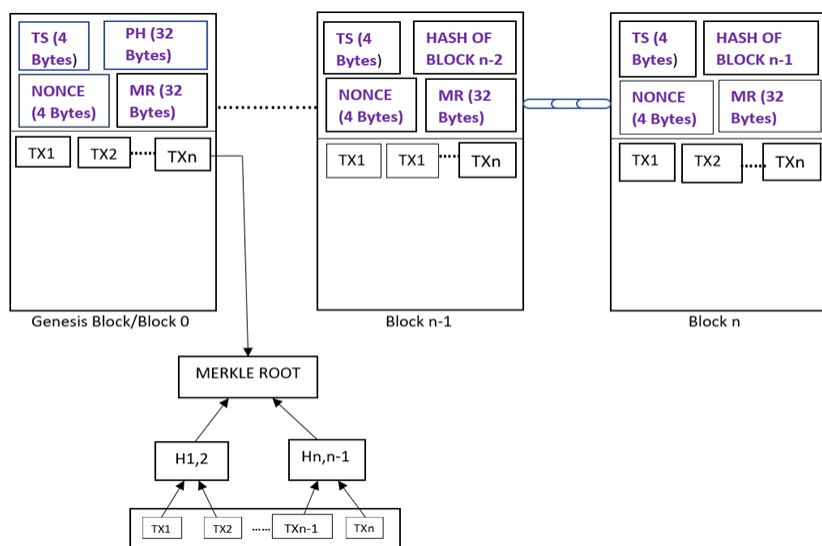 TS (4 Bytes)
PH (32 Bytes)
NONCE (4 Bytes)
MR (32 Bytes)
TX1
TX2
......
TXn
Genesis Block/Block 0
TS (4 Bytes)
HASH OF BLOCK n-2
NONCE (4 Bytes)
MR (32 Bytes)
TX1
TX1
......
TXn
Block n-1
TS (4 Bytes)
HASH OF BLOCK n-1
NONCE (4 Bytes)
MR (32 Bytes)
TX1
TX2
......
TXn
Block n
MERKLE ROOT
H1,2
Hn,n-1
TX1
TX2
......
TXn-1
TXn